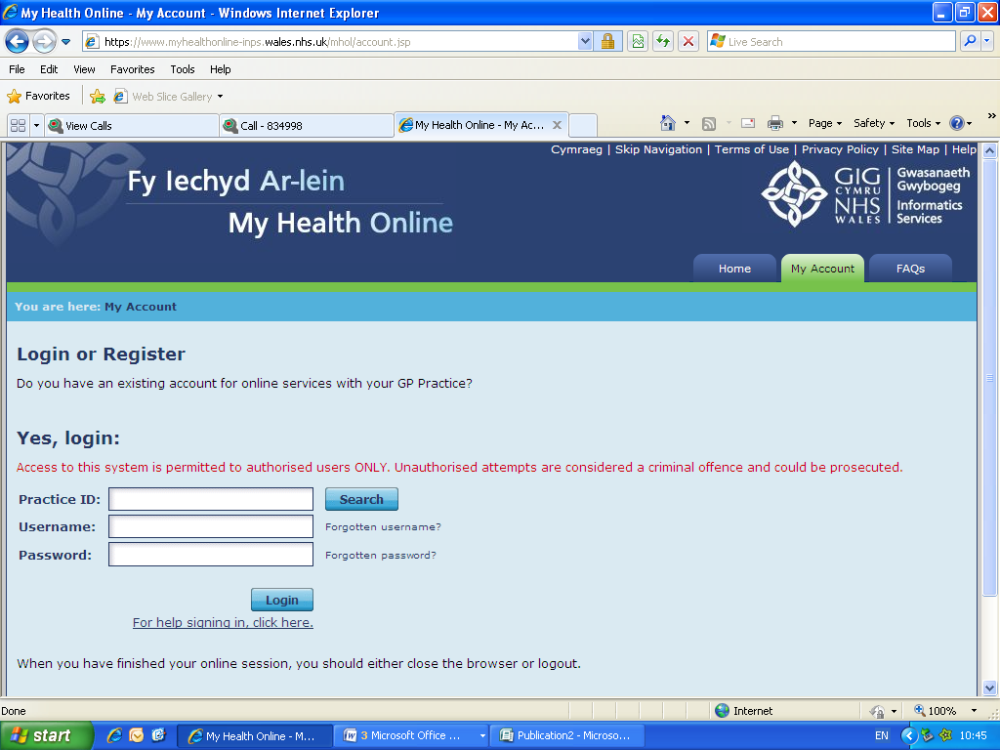 My Health Online - My Account - Windows Internet Explorer
https://www.myhealthonline-inps.wales.nhs.uk/mhol/account.jsp
Live Search
File Edit View Favorites Tools Help
Favorites Web Slice Gallery
View Calls Call - 834998 My Health Online - My Ac... Page Safety Tools »
Cymraeg | Skip Navigation | Terms of Use | Privacy Policy | Site Map | Help
Fy Iechyd Ar-lein
My Health Online
GIG
CYMRU
NHS
WALES
Gwasanaeth
Gwybogeg
Informatics
Services
Home My Account FAQs
You are here: My Account
Login or Register
Do you have an existing account for online services with your GP Practice?
Yes, login:
Access to this system is permitted to authorised users ONLY. Unauthorised attempts are considered a criminal offence and could be prosecuted.
Practice ID: Search
Username: Forgotten username?
Password: Forgotten password?
Login
For help signing in, click here.
When you have finished your online session, you should either close the browser or logout.
Done Internet 100%
start My Health Online - M... 3 Microsoft Office ... Publication2 - Microso... EN 10:45